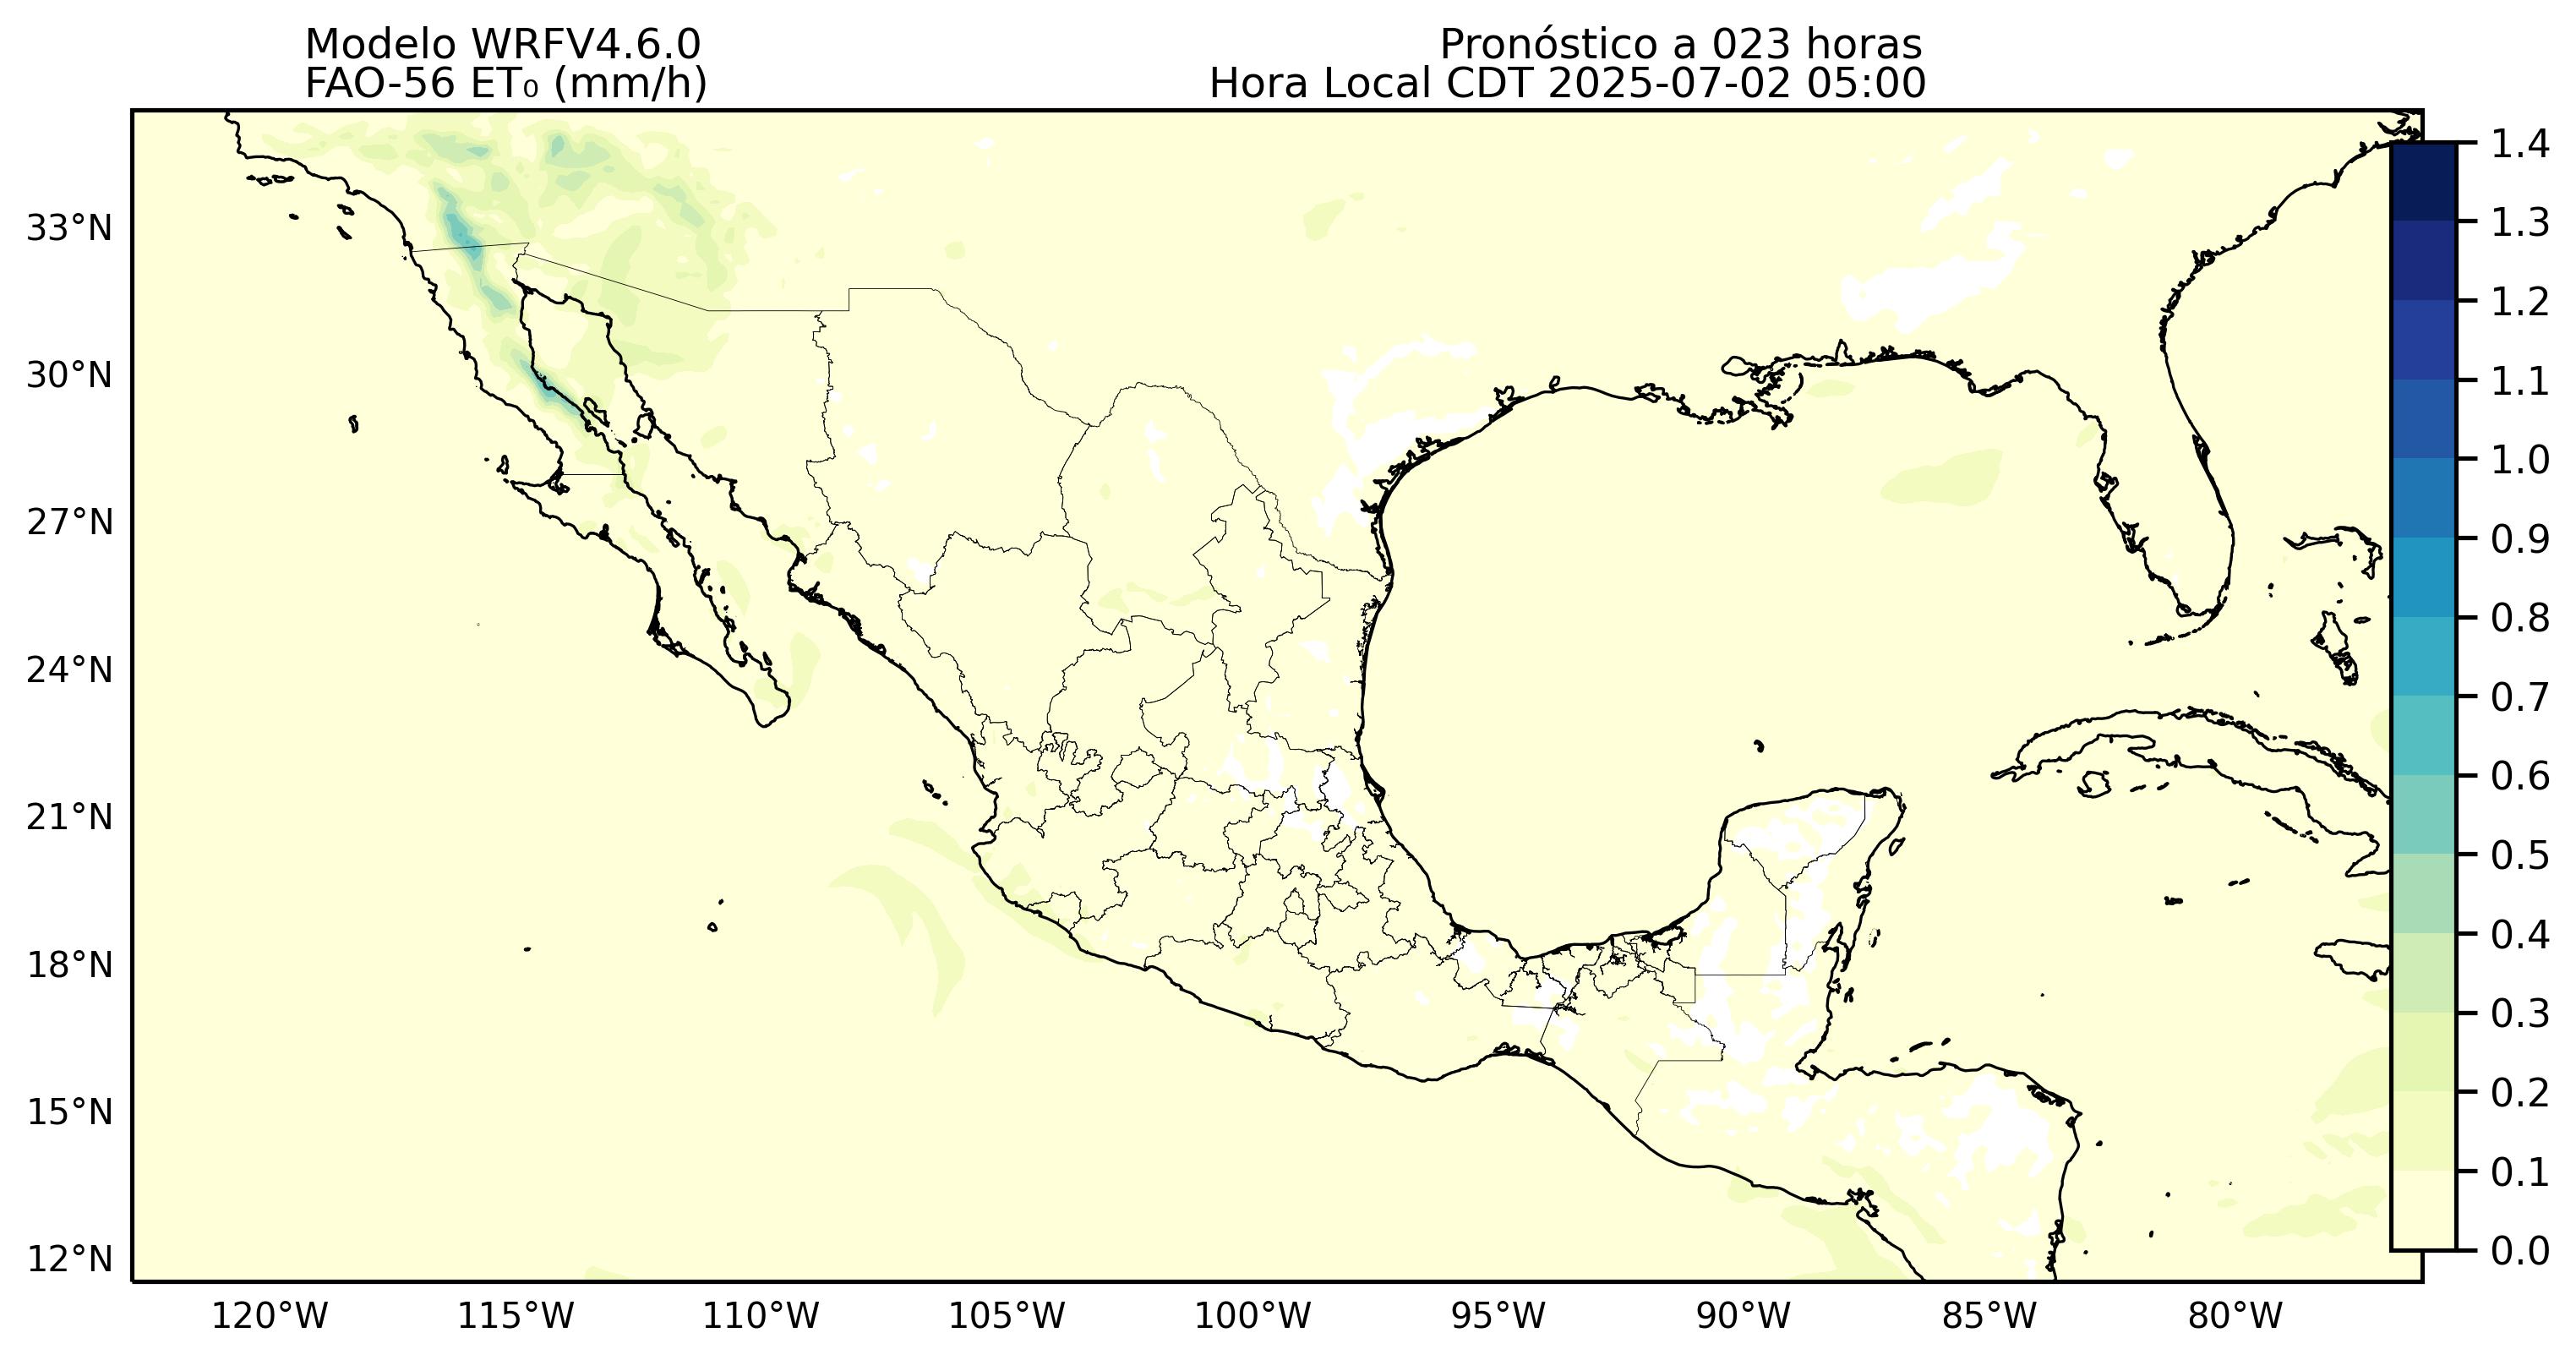 Modelo WRFV4.6.0
FAO-56 ET₀ (mm/h)
Pronóstico a 023 horas
Hora Local CDT 2025-07-02 05:00
33°N
30°N
27°N
24°N
21°N
18°N
15°N
12°N
120°W
115°W
110°W
105°W
100°W
95°W
90°W
85°W
80°W
1.4
1.3
1.2
1.1
1.0
0.9
0.8
0.7
0.6
0.5
0.4
0.3
0.2
0.1
0.0